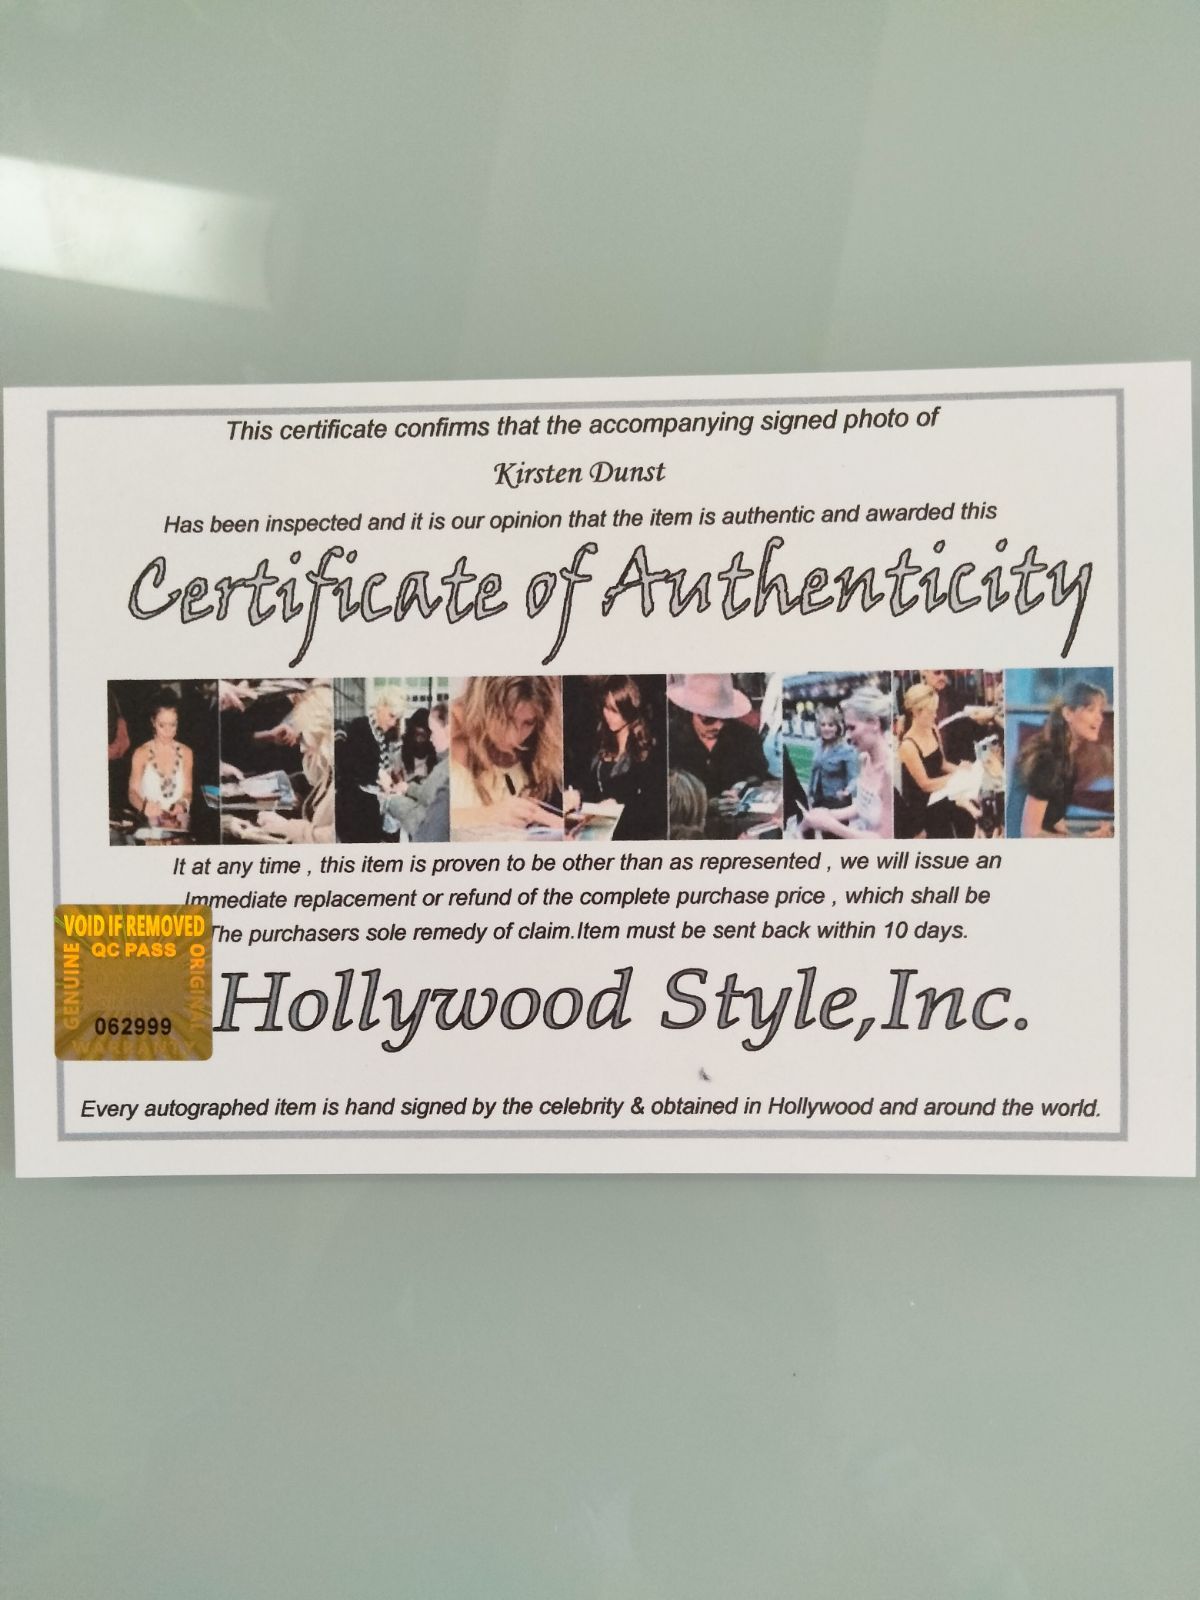 This certificate confirms that the accompanying signed photo of
Kirsten Dunst
Has been inspected and it is our opinion that the item is authentic and awarded this
Certificate of Authenticity
It at any time , this item is proven to be other than as represented , we will issue an
Immediate replacement or refund of the complete purchase price , which shall be
The purchasers sole remedy of claim.Item must be sent back within 10 days.
VOID IF REMOVED
QC PASS
GENUINE
ORIGINAL
062999
WARRANTY
Hollywood Style,Inc.
Every autographed item is hand signed by the celebrity & obtained in Hollywood and around the world.